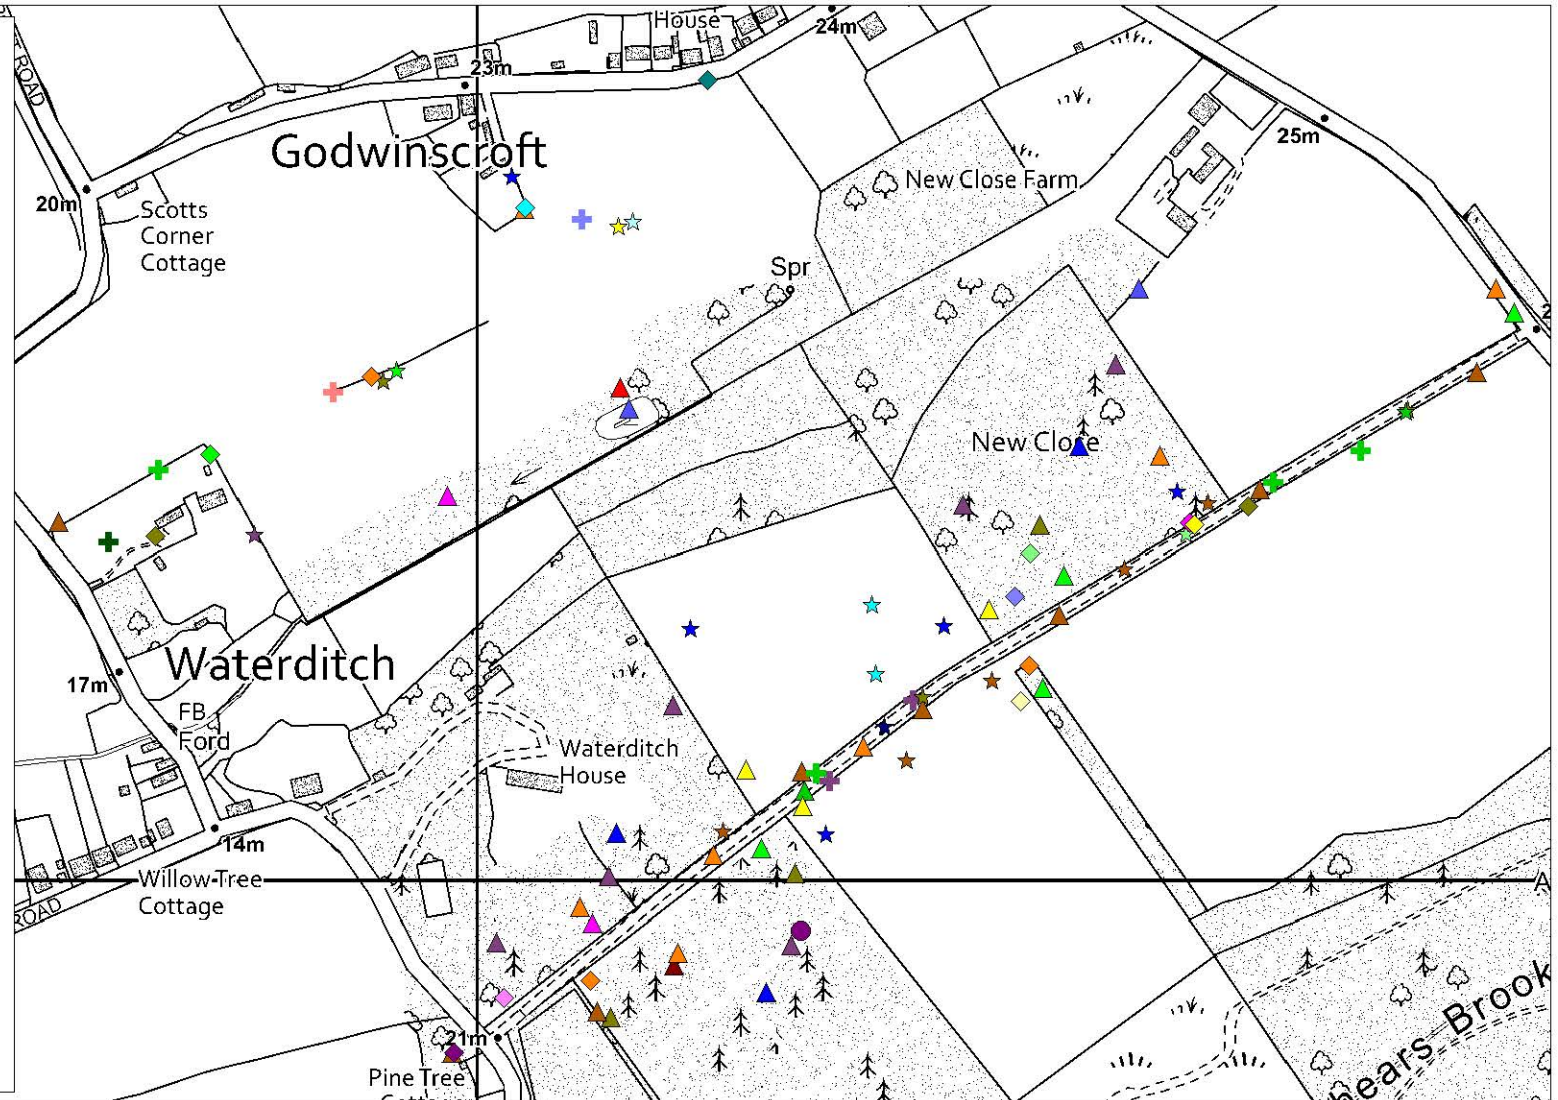 House
24m
23m
ROAD
Godwinscroft
25m
New Close Farm
20m
Scotts
Corner
Cottage
Spr
New Close
Waterditch
17m
FB
Ford
Waterditch
House
14m
Willow Tree
Cottage
A
ROAD
Brook
21m
Pine Tree